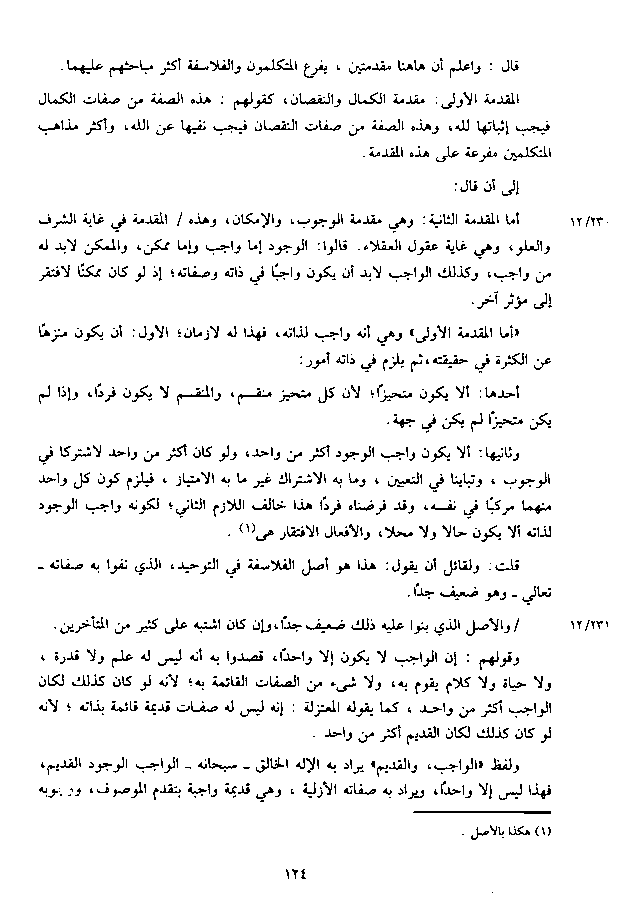 قال : واعلم أن هاهنا مقدمتين ، يفرع المتكلمون والفلاسفة أكثر مباحثهم عليهما.
المقدمة الأولى: مقدمة الكمال والنقصان، كقولهم : هذه الصفة من صفات الكمال
فيجب إثباتها لله، وهذه الصفة من صفات النقصان فيجب نفيها عن الله، وأكثر مذاهب
المتكلمين مفرعة على هذه المقدمة.
إلى أن قال:
١٢/٢٣٠ أما المقدمة الثانية: وهي مقدمة الوجوب، والإمكان، وهذه / المقدمة في غاية الشرف
والعلو، وهي غاية عقول العقلاء. قالوا: الوجود إما واجب وإما ممكن، والممكن لابد له
من واجب، وكذلك الواجب لابد أن يكون واجبًا في ذاته وصفاته؛ إذ لو كان ممكنًا لافتقر
إلى مؤثر آخر.
«أما المقدمة الأولى» وهي أنه واجب لذاته، فهذا له لازمان؛ الأول: أن يكون منزهًا
عن الكثرة في حقيقته، ثم يلزم في ذاته أمور:
أحدها: ألا يكون متحيزًا؛ لأن كل متحيز منقسم، والمنقسم لا يكون فردًا، وإذا لم
يكن متحيزًا لم يكن في جهة.
وثانيها: ألا يكون واجب الوجود أكثر من واحد، ولو كان أكثر من واحد لاشتركا في
الوجوب ، وتباينا في التعيين ، وما به الاشتراك غير ما به الامتياز ، فيلزم كون كل واحد
منهما مركبًا في نفسه، وقد فرضناه فردًا هذا خالف اللازم الثاني؛ لكونه واجب الوجود
لذاته ألا يكون حالا ولا محلا، والأفعال الافتقار هى(١) .
قلت: ولقائل أن يقول: هذا هو أصل الفلاسفة في التوحيد، الذي نفوا به صفاته ـ
تعالي ـ وهو ضعيف جدًا.
١٢/٢٣١ / والأصل الذي بنوا عليه ذلك ضعيف جدًا، وإن كان اشتبه على كثير من المتأخرين.
وقولهم : إن الواجب لا يكون إلا واحدًا، قصدوا به أنه ليس له علم ولا قدرة ،
ولا حياة ولا كلام يقوم به، ولا شىء من الصفات القائمة به؛ لأنه لو كان كذلك لكان
الواجب أكثر من واحد ، كما يقوله المعتزلة : إنه ليس له صفات قديمة قائمة بذاته ؛ لأنه
لو كان كذلك لكان القديم أكثر من واحد .
ولفظ «الواجب، والقديم» يراد به الإله الخالق ـ سبحانه ـ الواجب الوجود القديم،
فهذا ليس إلا واحدًا، ويراد به صفاته الأزلية ، وهي قديمة واجبة بتقدم الموصوف،
(١) هكذا بالأصل .
١٢٤